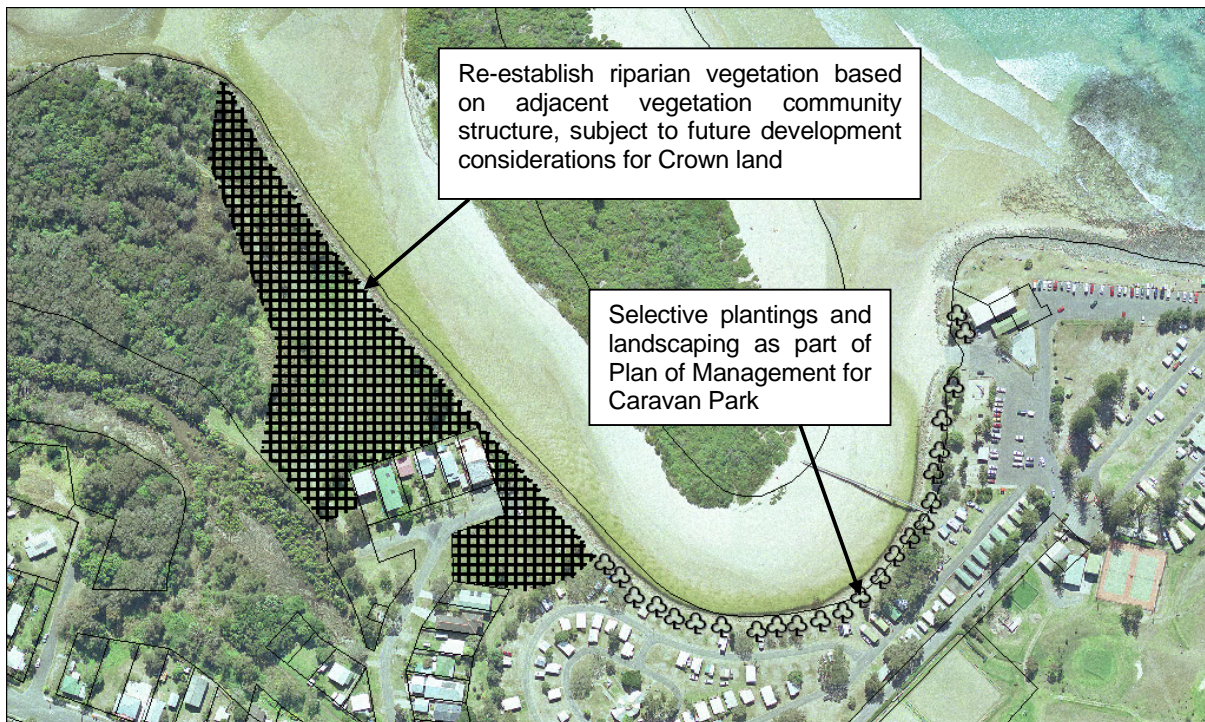 Re-establish riparian vegetation based
on adjacent vegetation community
structure, subject to future development
considerations for Crown land
Selective plantings and
landscaping as part of
Plan of Management for
Caravan Park